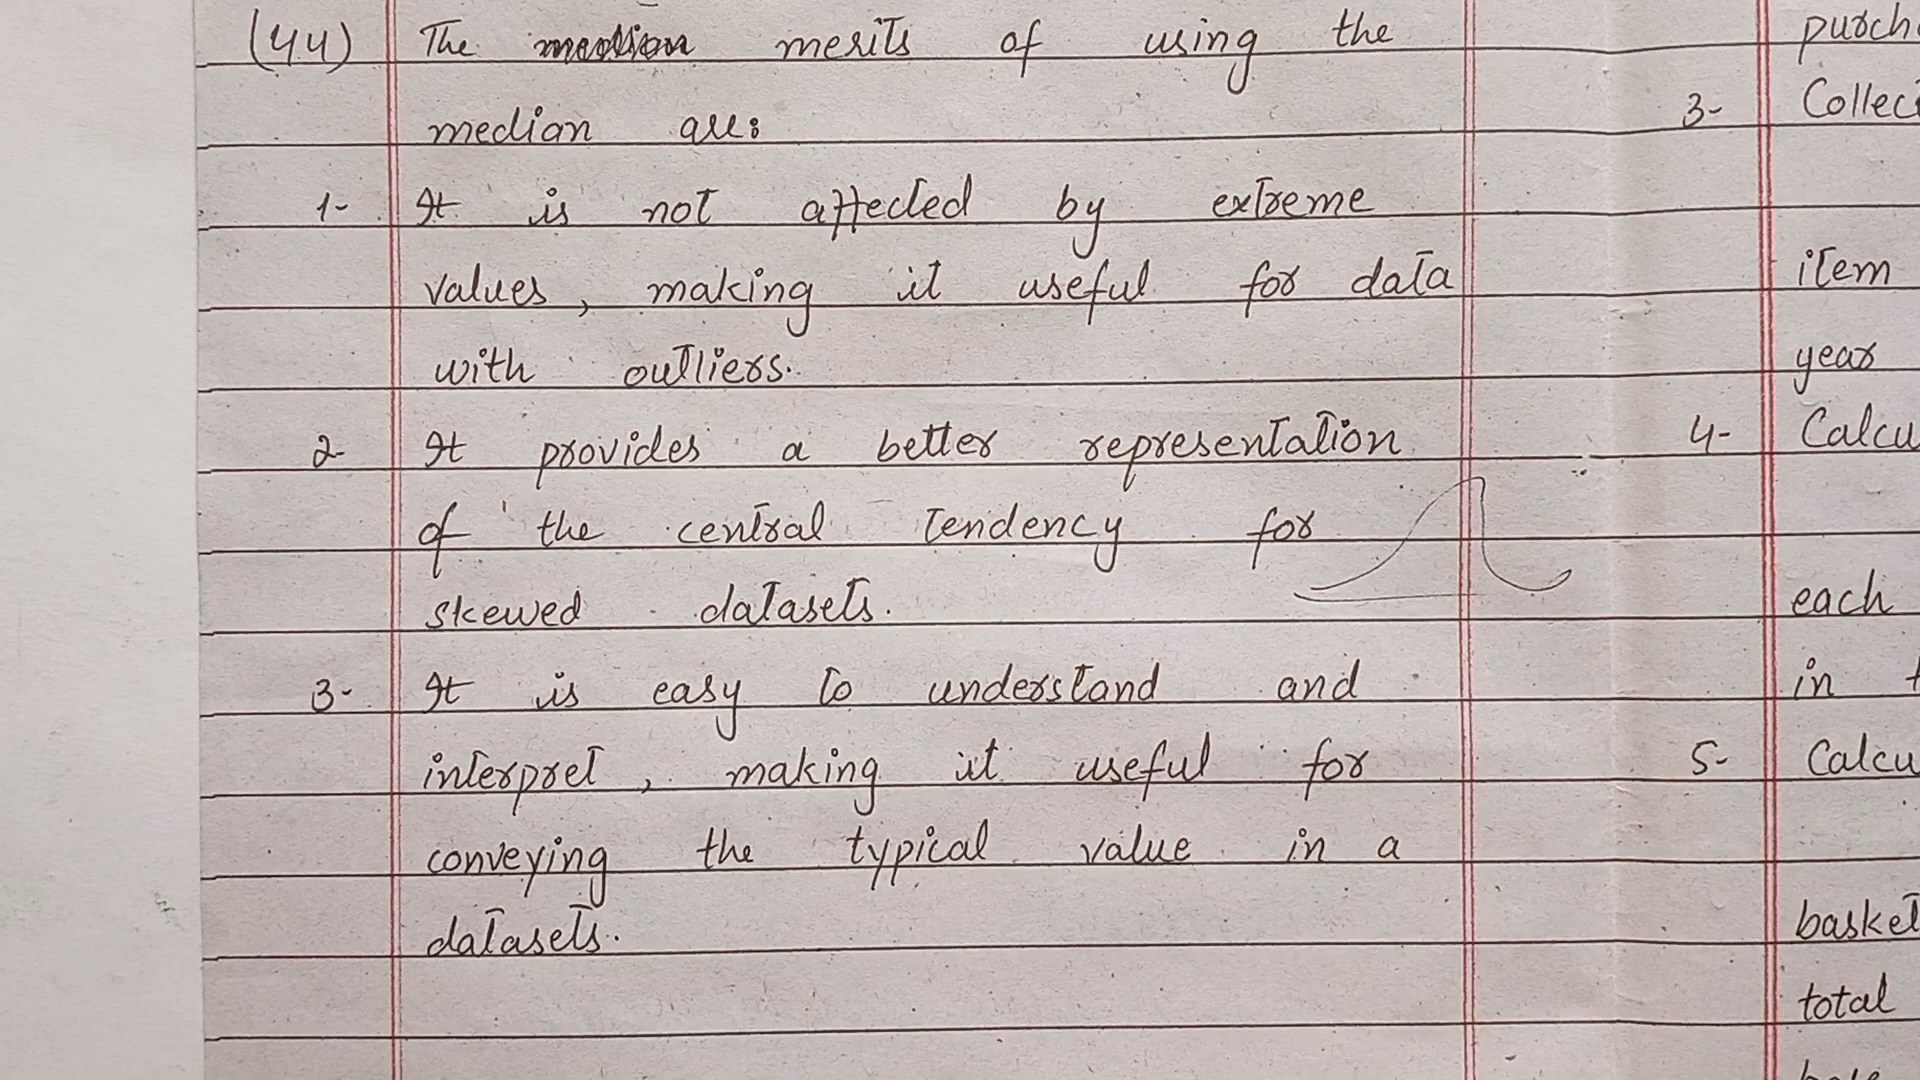 (44) The median merits of using the
median are:
1- It is not affected by extreme
values, making it useful for data
with outliers.
2- It provides a better representation
of the central tendency for
skewed datasets.
3- It is easy to understand and
interpret, making it useful for
conveying the typical value in a
datasets.
3- Collec
item
year
4- Calcu
each
in
5- Calcu
basket
total